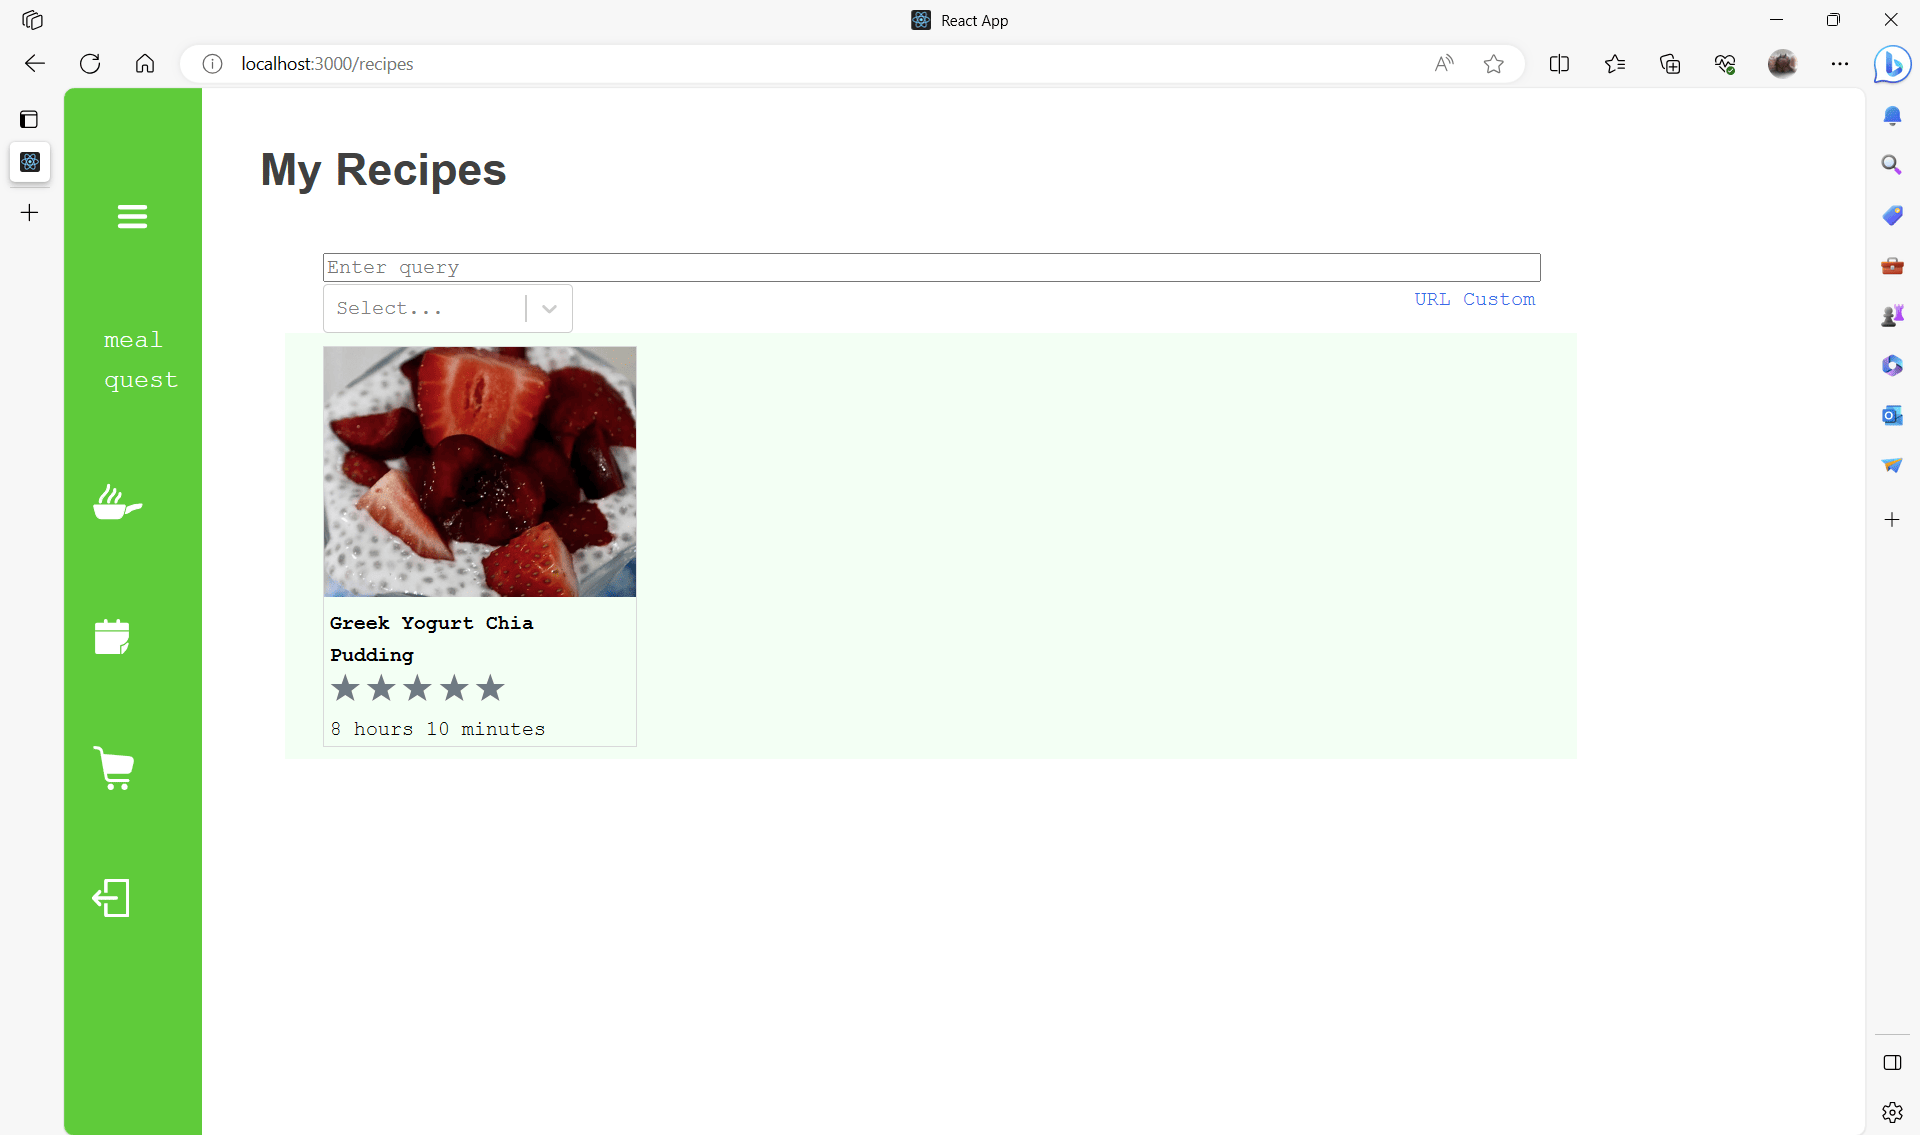 React App
localhost:3000/recipes
My Recipes
Enter query
Select...
URL Custom
meal
quest
Greek Yogurt Chia
Pudding
8 hours 10 minutes